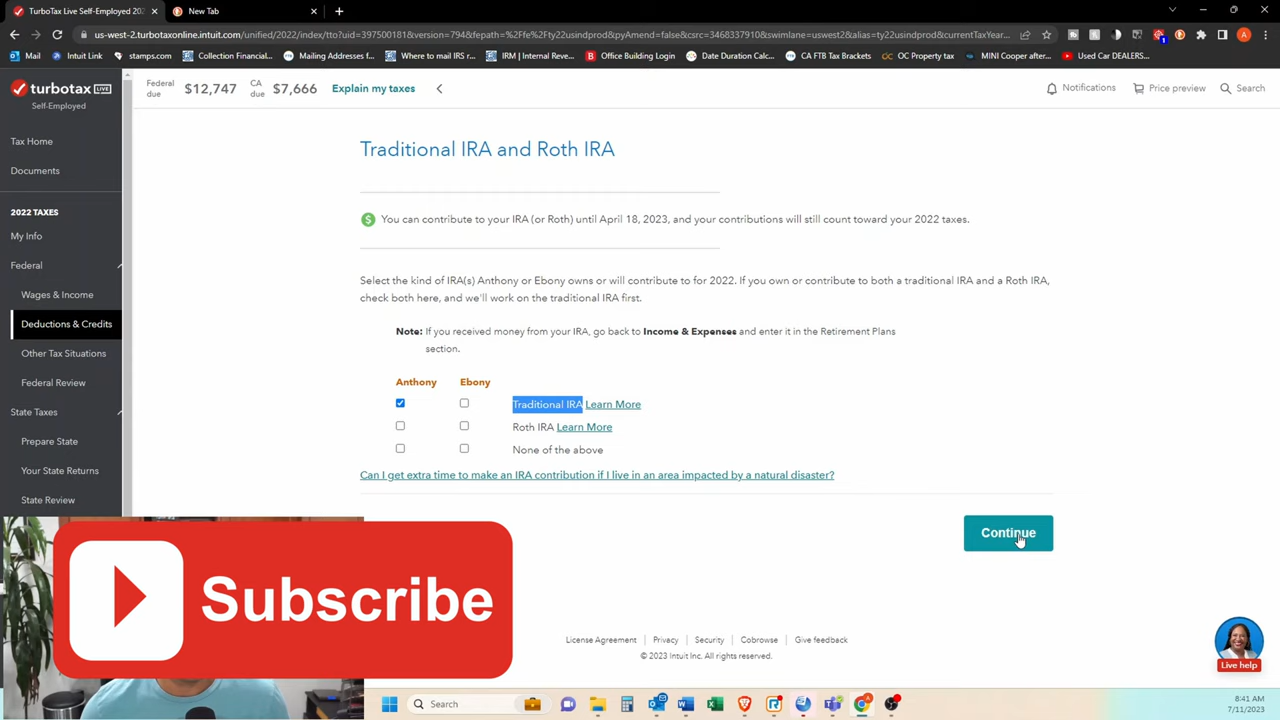 TurboTax Live Self-Employed 202
New Tab
us-west-2.turbotaxonline.intuit.com/unified/2022/index/tto?uid=397500181&version=794&fepath=%2Ffe%2Fty22usindprod&pyAmend=false&csrc=3468337910&swimlane=uswest2&alias=ty22usindprod&currentTaxYear...
Mail
Inbox
stamps.com
Collection Financial...
Mailing Addresses f...
Where to mail IRS r...
IRM | Internal Reve...
Office Building Login
Date Duration Calc...
CA FTB Tax Brackets
OC Property tax
MINI Cooper after...
Used Car DEALERS...
turbotax LIVE
Self-Employed
Federal due $12,747
CA due $7,666
Explain my taxes
Notifications
Price preview
Search
Tax Home
Documents
2022 TAXES
My Info
Federal
Wages & Income
Deductions & Credits
Other Tax Situations
Federal Review
State Taxes
Prepare State
Your State Returns
State Review
Traditional IRA and Roth IRA
You can contribute to your IRA (or Roth) until April 18, 2023, and your contributions will still count toward your 2022 taxes.
Select the kind of IRA(s) Anthony or Ebony owns or will contribute to for 2022. If you own or contribute to both a traditional IRA and a Roth IRA,
check both here, and we'll work on the traditional IRA first.
Note: If you received money from your IRA, go back to Income & Expenses and enter it in the Retirement Plans
section.
Anthony Ebony
Traditional IRA Learn More
Roth IRA Learn More
None of the above
Can I get extra time to make an IRA contribution if I live in an area impacted by a natural disaster?
Continue
Subscribe
License Agreement | Privacy | Security | Cobrowse | Give feedback
© 2023 Intuit Inc. All rights reserved.
Live help
Search
8:41 AM
7/11/2023